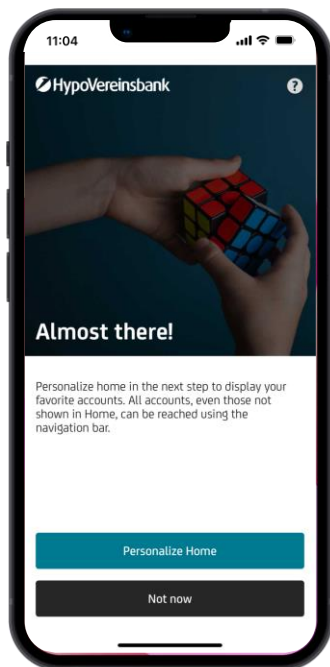 11:04
HypoVereinsbank
?
Almost there!
Personalize home in the next step to display your
favorite accounts. All accounts, even those not
shown in Home, can be reached using the
navigation bar.
Personalize Home
Not now